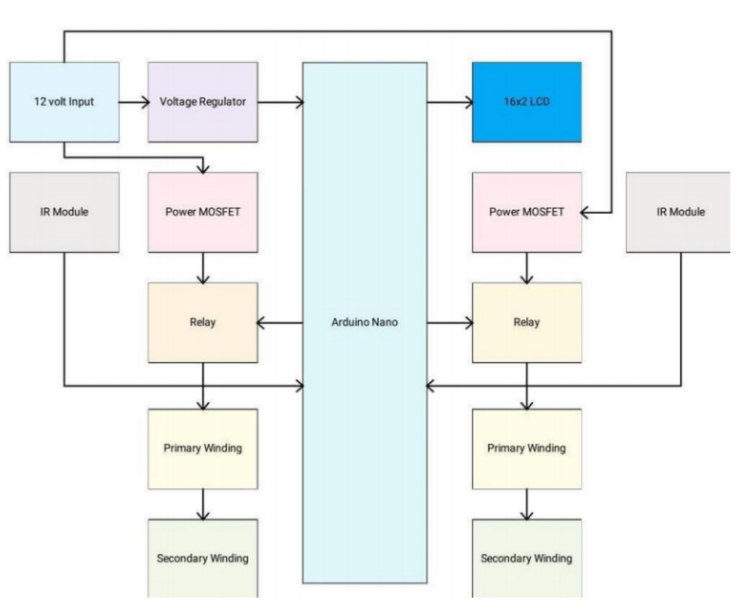 12 volt Input
Voltage Regulator
16x2 LCD
IR Module
Power MOSFET
Power MOSFET
IR Module
Relay
Arduino Nano
Relay
Primary Winding
Primary Winding
Secondary Winding
Secondary Winding